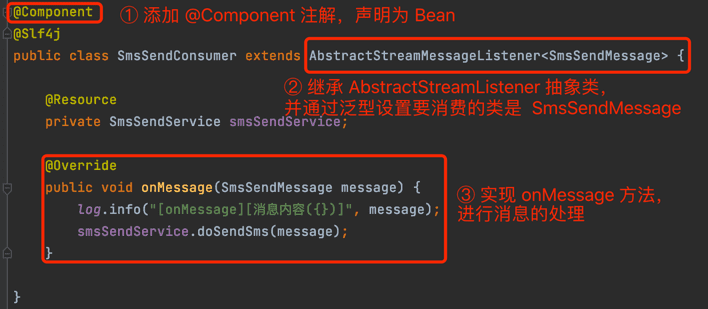 @Component ① 添加 @Component 注解，声明为 Bean
@Slf4j
public class SmsSendConsumer extends AbstractStreamMessageListener<SmsSendMessage> {
② 继承 AbstractStreamListener 抽象类，
@Resource 并通过泛型设置要消费的类是 SmsSendMessage
private SmsSendService smsSendService;
@Override
public void onMessage(SmsSendMessage message) {
log.info("[onMessage][消息内容({})]", message); ③ 实现 onMessage 方法，
smsSendService.doSendSms(message); 进行消息的处理
}
}